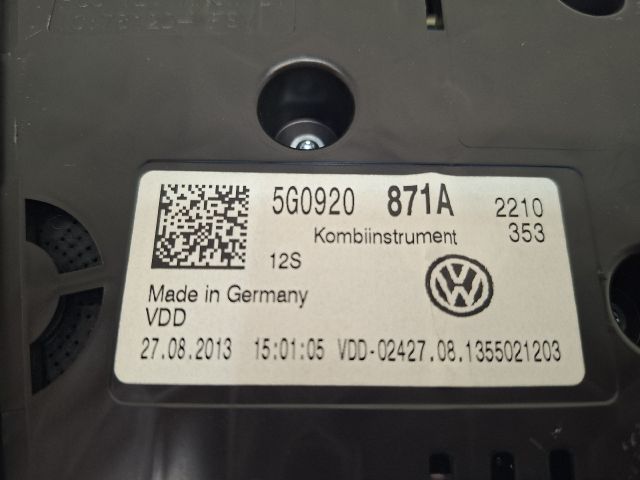 5G0920 871A 2210
Kombiinstrument 353
12S
Made in Germany
VDD
27.08.2013 15:01:05 VDD-02427.08.1355021203